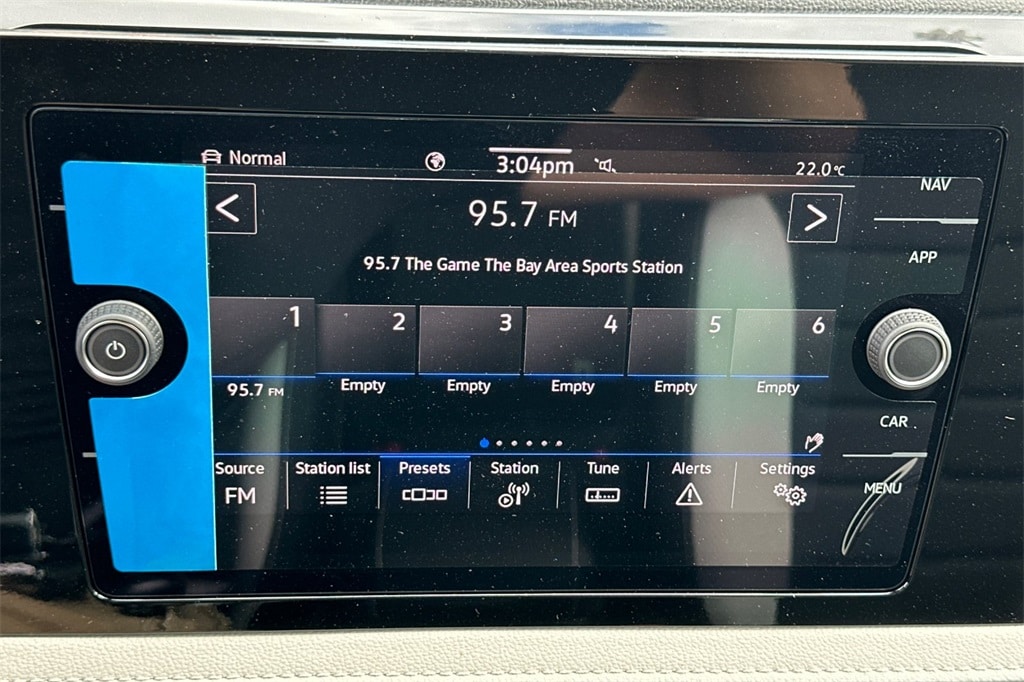 Normal
3:04pm
22.0°C
NAV
95.7 FM
APP
95.7 The Game The Bay Area Sports Station
1
2
3
4
5
6
95.7 FM
Empty
Empty
Empty
Empty
Empty
CAR
Source
Station list
Presets
Station
Tune
Alerts
Settings
FM
MENU